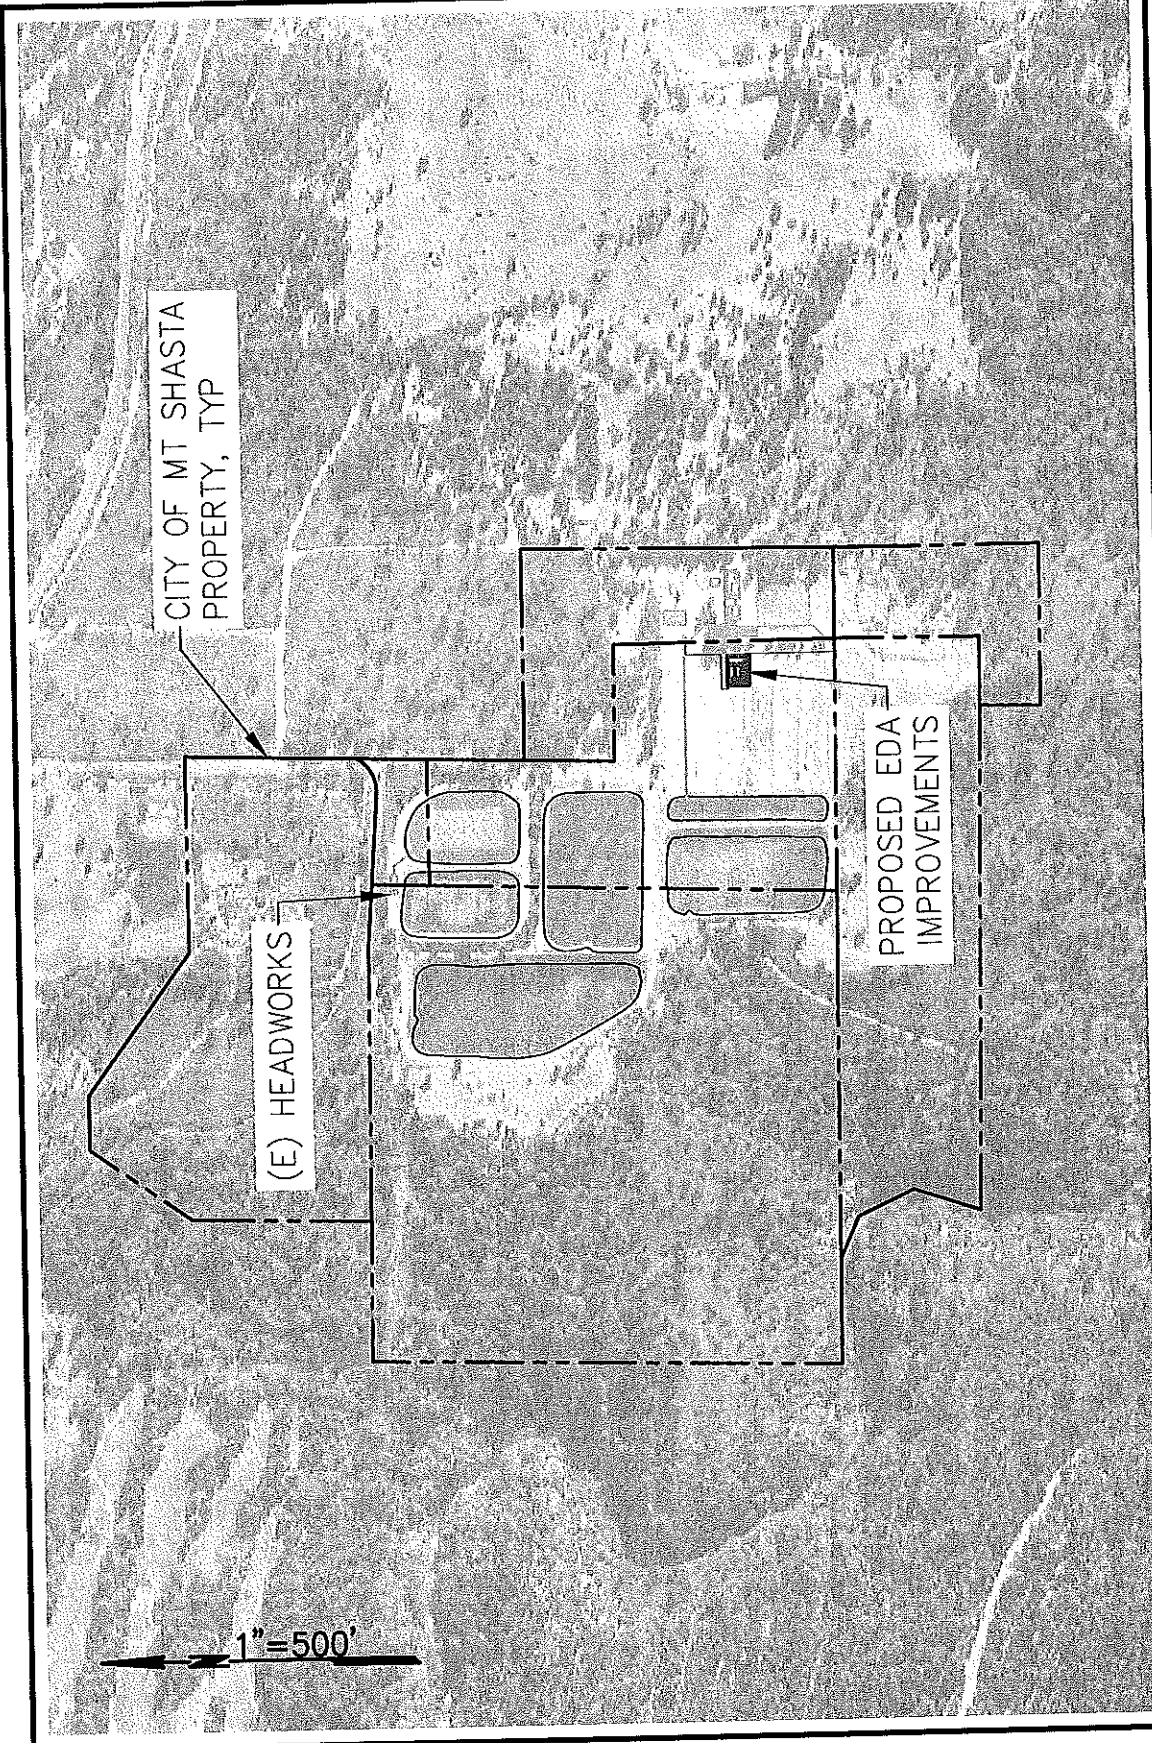 CITY OF MT SHASTA
PROPERTY, TYP
(E) HEADWORKS
PROPOSED EDA
IMPROVEMENTS
1"=500'